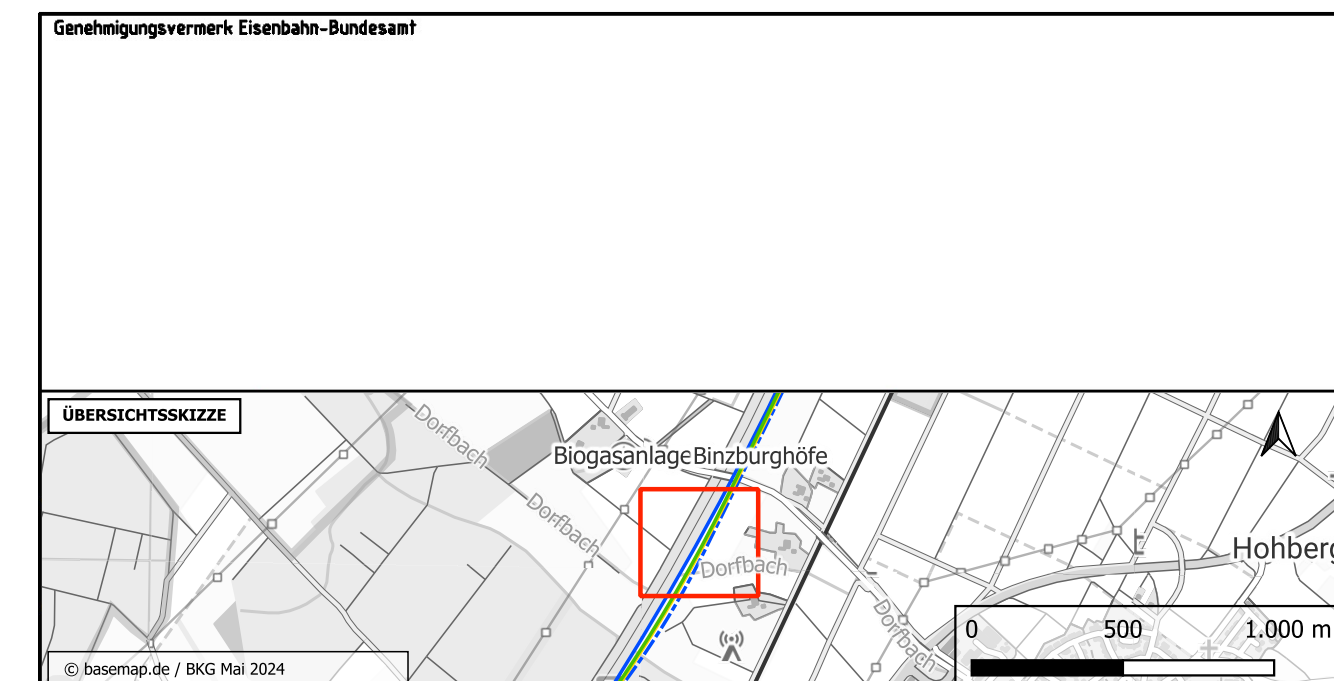 Genehmigungsvermerk Eisenbahn-Bundesamt
ÜBERSICHTSSKIZZE
Dorfbach
Biogasanlage Binzburghöfe
Dorfbach
Dorfbach
Hohberg
Dorfbach
0 500 1.000 m
© basemap.de / BKG Mai 2024